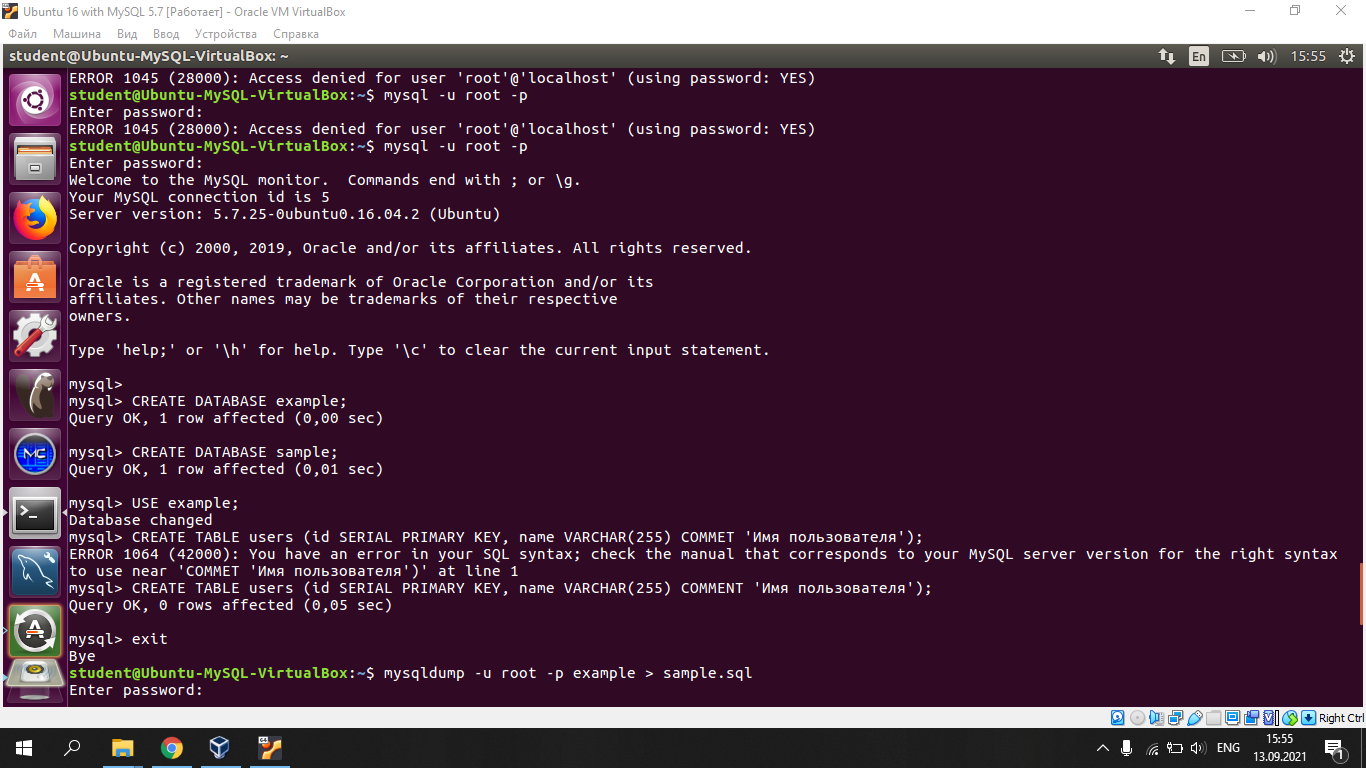 Ubuntu 16 with MySQL 5.7 [Работает] - Oracle VM VirtualBox
Файл Машина Вид Ввод Устройства Справка
student@Ubuntu-MySQL-VirtualBox: ~ En 15:55
ERROR 1045 (28000): Access denied for user 'root'@'localhost' (using password: YES)
student@Ubuntu-MySQL-VirtualBox:~$ mysql -u root -p
Enter password:
ERROR 1045 (28000): Access denied for user 'root'@'localhost' (using password: YES)
student@Ubuntu-MySQL-VirtualBox:~$ mysql -u root -p
Enter password:
Welcome to the MySQL monitor.  Commands end with ; or \g.
Your MySQL connection id is 5
Server version: 5.7.25-0ubuntu0.16.04.2 (Ubuntu)
Copyright (c) 2000, 2019, Oracle and/or its affiliates. All rights reserved.
Oracle is a registered trademark of Oracle Corporation and/or its
affiliates. Other names may be trademarks of their respective
owners.
Type 'help;' or '\h' for help. Type '\c' to clear the current input statement.
mysql>
mysql> CREATE DATABASE example;
Query OK, 1 row affected (0,00 sec)
mysql> CREATE DATABASE sample;
Query OK, 1 row affected (0,01 sec)
mysql> USE example;
Database changed
mysql> CREATE TABLE users (id SERIAL PRIMARY KEY, name VARCHAR(255) COMMET 'Имя пользователя');
ERROR 1064 (42000): You have an error in your SQL syntax; check the manual that corresponds to your MySQL server version for the right syntax
to use near 'COMMET 'Имя пользователя')' at line 1
mysql> CREATE TABLE users (id SERIAL PRIMARY KEY, name VARCHAR(255) COMMENT 'Имя пользователя');
Query OK, 0 rows affected (0,05 sec)
mysql> exit
Bye
student@Ubuntu-MySQL-VirtualBox:~$ mysqldump -u root -p example > sample.sql
Enter password:
MC
Right Ctrl
64
ENG
15:55
13.09.2021
1